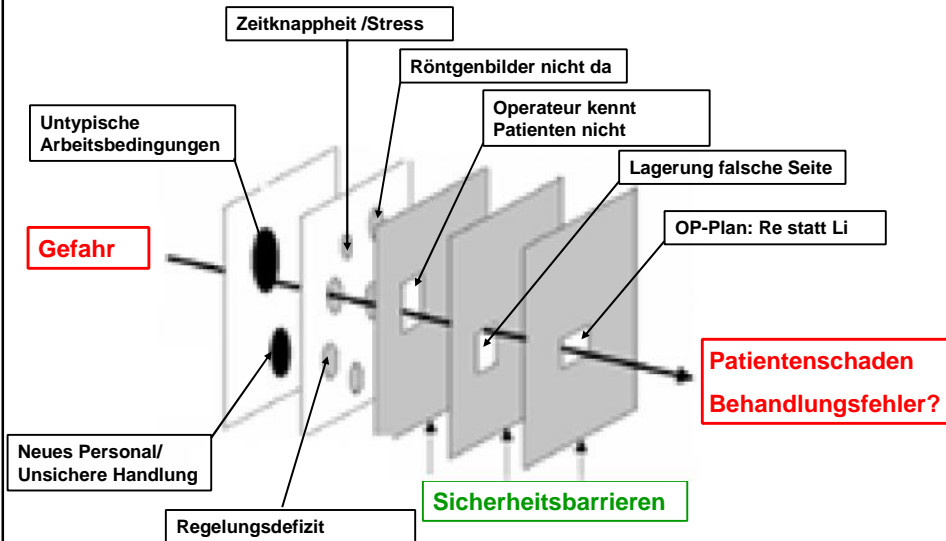 Zeitknappheit /Stress
Röntgenbilder nicht da
Operateur kennt
Patienten nicht
Untypische
Arbeitsbedingungen
Lagerung falsche Seite
OP-Plan: Re statt Li
Gefahr
Patientenschaden
Behandlungsfehler?
Neues Personal/
Unsichere Handlung
Sicherheitsbarrieren
Regelungsdefizit